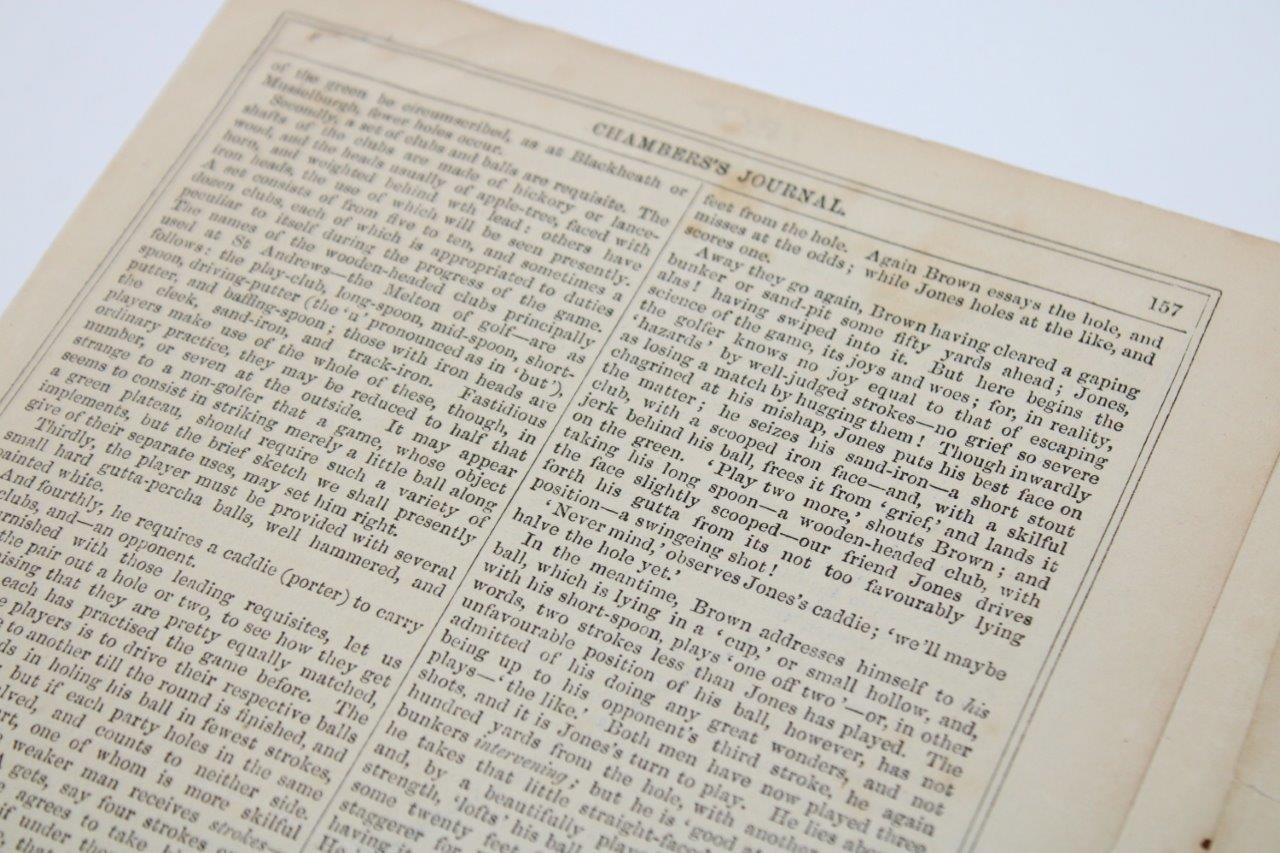 CHAMBERS'S JOURNAL.
157
of the green be circumscribed, as at Blackheath or
Musselburgh, fewer holes occur.
Secondly, a set of clubs and balls are requisite. The
shafts of the clubs are made of hickory or lance-
wood, and the heads usually of apple-tree, faced with
horn, and weighted behind wth lead: others have
iron heads, the use of which will be seen presently.
A set consists of from five to ten, and sometimes a
dozen clubs, each of which is appropriated to duties
peculiar to itself during the progress of the game.
The names of the wooden-headed clubs principally
used at St Andrews—the Melton of golf—are as
follows: the play-club, long-spoon, mid-spoon, short-
spoon, driving-putter (the 'u' pronounced as in 'but'),
putter, and baffing-spoon; those with iron heads are
the cleek, sand-iron, and track-iron. Fastidious
players make use of the whole of these, though, in
ordinary practice, they may be reduced to half that
number, or seven at the outside. It may appear
strange to a non-golfer that a game, whose object
seems to consist in striking merely a little ball along
a green plateau, should require such a variety of
implements, but the brief sketch we shall presently
give of their separate uses, may set him right.
Thirdly, the player must be provided with several
small hard gutta-percha balls, well hammered, and
painted white.
And fourthly, he requires a caddie (porter) to carry
clubs, and—an opponent.
furnished with those leading requisites, let us
the pair out a hole or two, to see how they get
ising that they are pretty equally matched,
each has practised the game before. The
players is to drive their respective balls
to another till the round is finished, and
ds in holing his ball in fewest strokes,
but if each party holes in the same
lved, and counts to neither side.
art, one of whom is more skilful
weaker man receives strokes—
gets, say four strokes
agrees to take
if under
feet from the hole. Again Brown essays the hole, and
misses at the odds; while Jones holes at the like, and
scores one.
Away they go again, Brown having cleared a gaping
bunker or sand-pit some fifty yards ahead; Jones,
alas! having swiped into it. But here begins the
science of the game, its joys and woes; for, in reality,
the golfer knows no joy equal to that of escaping
'hazards' by well-judged strokes—no grief so severe
as losing a match by hugging them! Though inwardly
chagrined at his mishap, Jones puts his best face on
the matter; he seizes his sand-iron—a short stout
club, with a scooped iron face—and, with a skilful
jerk behind his ball, frees it from 'grief,' and lands it
on the green. 'Play two more,' shouts Brown; and
taking his long spoon—a wooden-headed club, with
the face slightly scooped—our friend Jones drives
forth his gutta from its not too favourably lying
position—a swingeing shot!
'Never mind,' observes Jones's caddie; 'we'll maybe
halve the hole yet.'
In the meantime, Brown addresses himself to his
ball, which is lying in a 'cup,' or small hollow, and,
with his short-spoon, plays 'one off two'—or, in other
words, two strokes less than Jones has played. The
unfavourable position of his ball, however, has not
admitted of his doing any great wonders, and not
being up to his opponent's third stroke, he again
plays—'the like.' Both men have now played three
shots, and it is Jones's turn to play. He lies about
hundred yards from the hole, with another
bunkers intervening; but he is 'good at
he takes that little straight-faced
and, by a beautifully played
strength, 'lofts' his ball
some twenty feet
staggerer for
having it